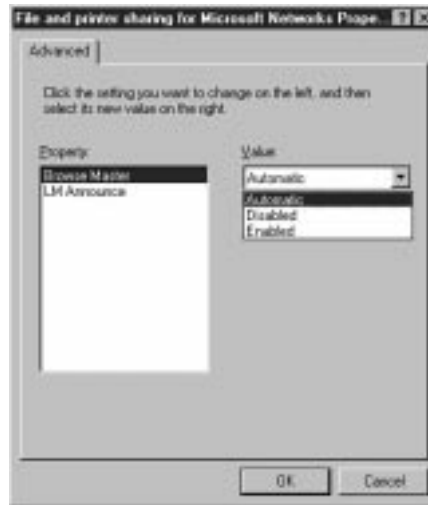 File and printer sharing for Microsoft Networks Prope.
Advanced
Click the setting you want to change on the left, and then
select its new value on the right.
Property:
Browse Master
LM Announce
Value:
Automatic
Automatic
Disabled
Enabled
OK
Cancel